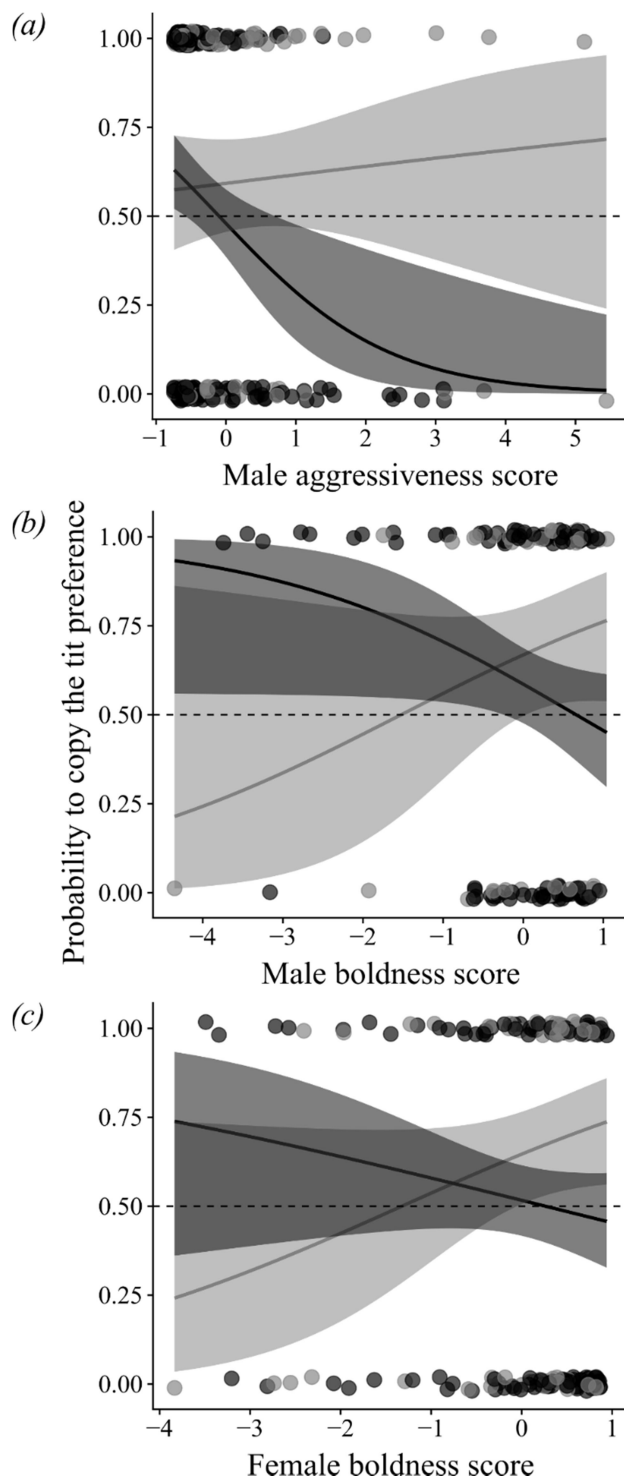 (a)
1.00
0.75
0.50
0.25
0.00
−1 0 1 2 3 4 5
Male aggressiveness score
Probability to copy the tit preference
(b)
1.00
0.75
0.50
0.25
0.00
−4 −3 −2 −1 0 1
Male boldness score
(c)
1.00
0.75
0.50
0.25
0.00
−4 −3 −2 −1 0 1
Female boldness score